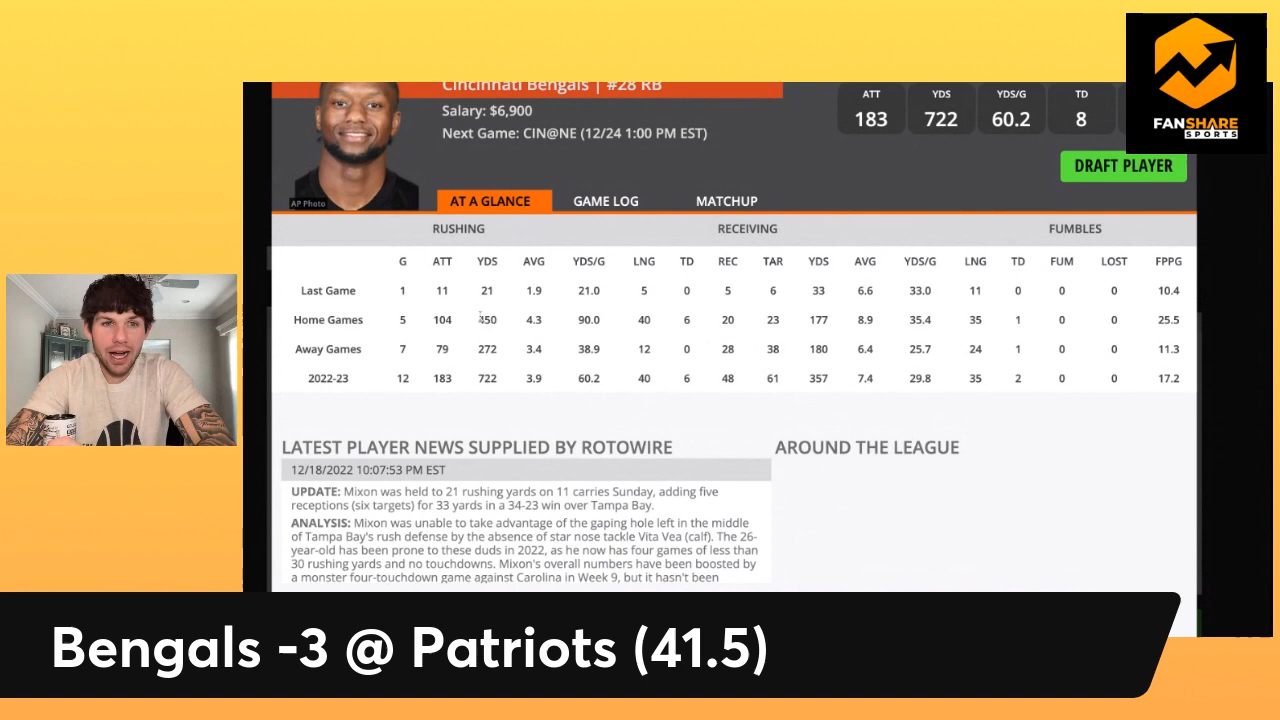 FANSHARE
SPORTS
Cincinnati Bengals | #28 RB
Salary: $6,900
Next Game: CIN@NE (12/24 1:00 PM EST)
AP Photo
ATT YDS YDS/G TD
183 722 60.2 8
DRAFT PLAYER
AT A GLANCE GAME LOG MATCHUP
RUSHING RECEIVING FUMBLES
G ATT YDS AVG YDS/G LNG TD REC TAR YDS AVG YDS/G LNG TD FUM LOST FPPG
Last Game 1 11 21 1.9 21.0 5 0 5 6 33 6.6 33.0 11 0 0 0 10.4
Home Games 5 104 450 4.3 90.0 40 6 20 23 177 8.9 35.4 35 1 0 0 25.5
Away Games 7 79 272 3.4 38.9 12 0 28 38 180 6.4 25.7 24 1 0 0 11.3
2022-23 12 183 722 3.9 60.2 40 6 48 61 357 7.4 29.8 35 2 0 0 17.2
LATEST PLAYER NEWS SUPPLIED BY ROTOWIRE
AROUND THE LEAGUE
12/18/2022 10:07:53 PM EST
UPDATE: Mixon was held to 21 rushing yards on 11 carries Sunday, adding five
receptions (six targets) for 33 yards in a 34-23 win over Tampa Bay.
ANALYSIS: Mixon was unable to take advantage of the gaping hole left in the middle
of Tampa Bay's rush defense by the absence of star nose tackle Vita Vea (calf). The 26-
year-old has been prone to these duds in 2022, as he now has four games of less than
30 rushing yards and no touchdowns. Mixon's overall numbers have been boosted by
a monster four-touchdown game against Carolina in Week 9, but it hasn't been
Bengals -3 @ Patriots (41.5)